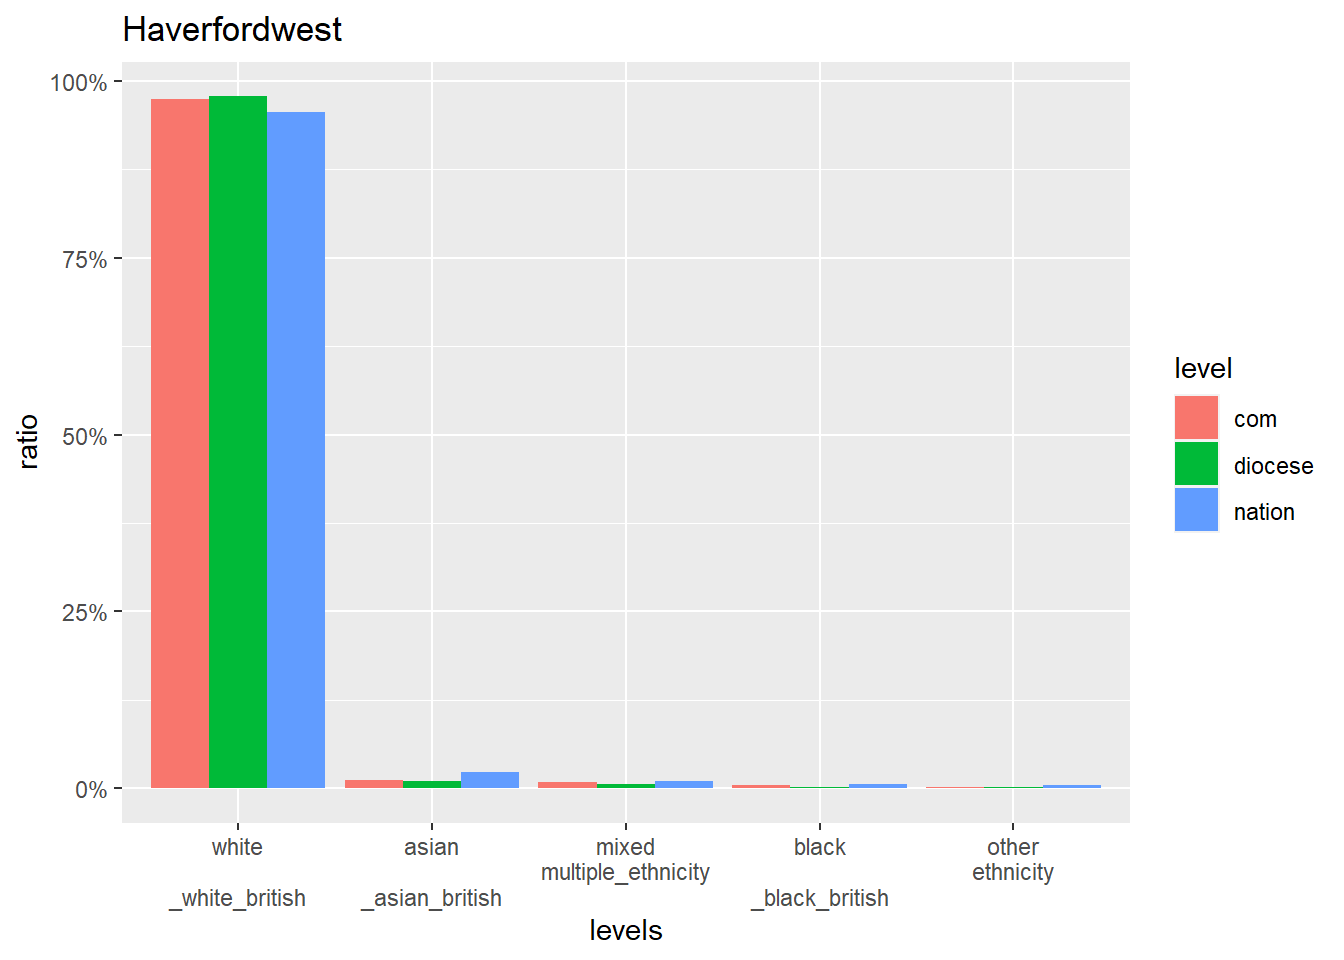 Haverfordwest
100%
75%
50%
25%
0%
ratio
white
_white_british
asian
_asian_british
mixed
multiple_ethnicity
black
_black_british
other
ethnicity
levels
level
com
diocese
nation